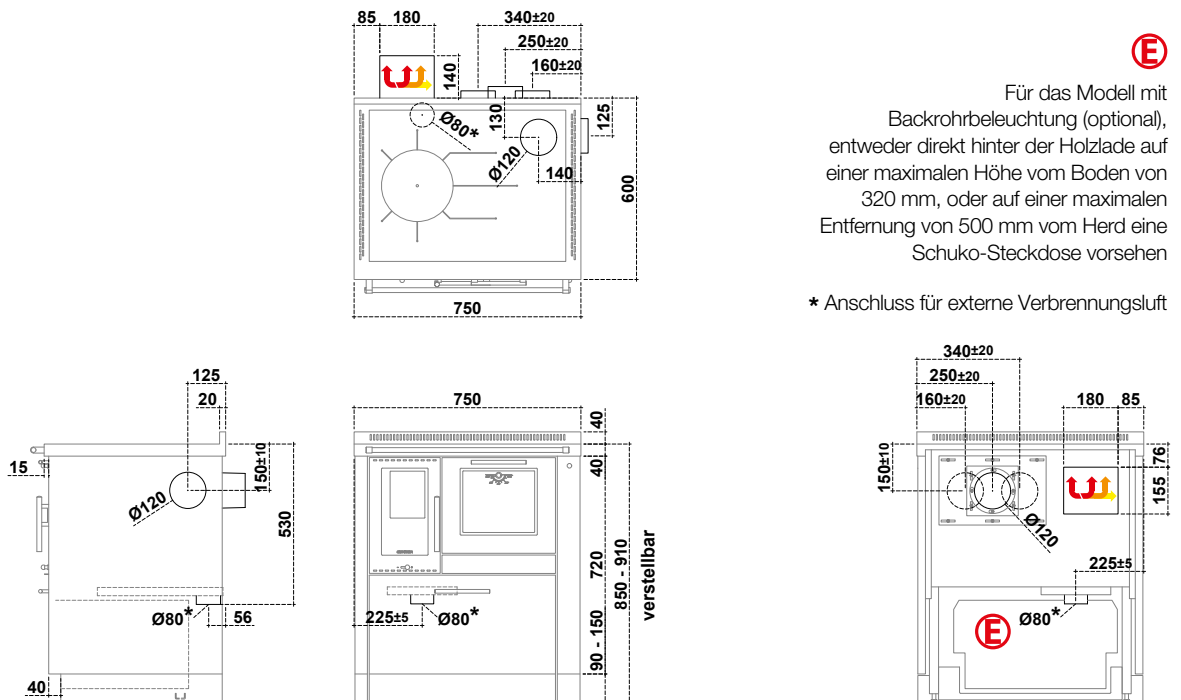 85 180 340±20
250±20
160±20
140
Ø80*
130
125
Ø120
140
600
750
E
Für das Modell mit
Backrohrbeleuchtung (optional),
entweder direkt hinter der Holzlade auf
einer maximalen Höhe vom Boden von
320 mm, oder auf einer maximalen
Entfernung von 500 mm vom Herd eine
Schuko-Steckdose vorsehen
* Anschluss für externe Verbrennungsluft
125
20
15
150±10
Ø120
530
Ø80*
56
40
750
40
40
720
850 - 910
verstellbar
225±5
Ø80*
90 - 150
340±20
250±20
160±20
180 85
150±10
76
155
Ø120
225±5
Ø80*
E